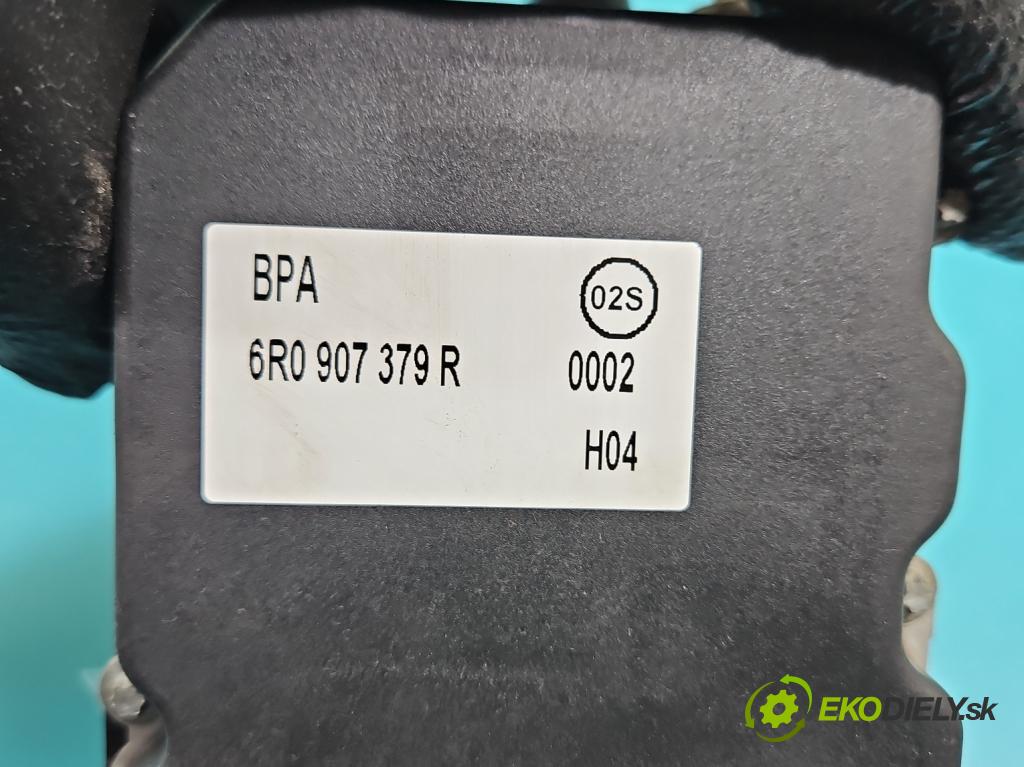 BPA
02S
6R0 907 379 R 0002
H04
EKODIELY.sk